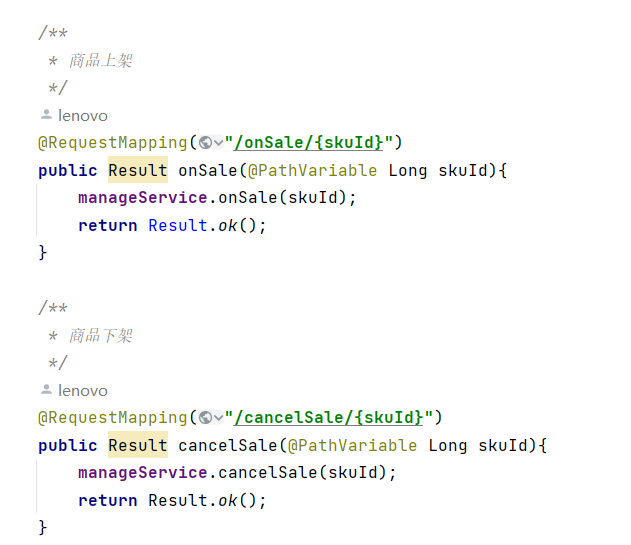 /**
 * 商品上架
 */
lenovo
@RequestMapping("/onSale/{skuId}")
public Result onSale(@PathVariable Long skuId){
    manageService.onSale(skuId);
    return Result.ok();
}
/**
 * 商品下架
 */
lenovo
@RequestMapping("/cancelSale/{skuId}")
public Result cancelSale(@PathVariable Long skuId){
    manageService.cancelSale(skuId);
    return Result.ok();
}